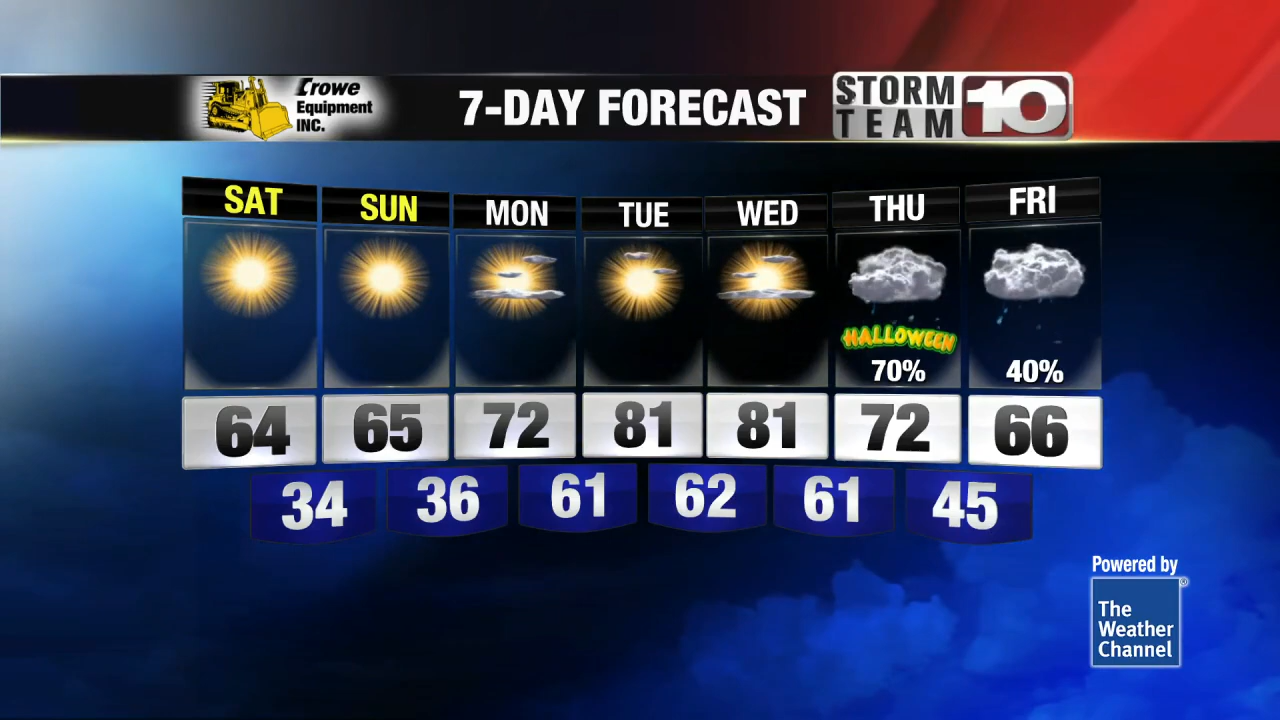 Crowe
Equipment
INC.
7-DAY FORECAST
STORM
TEAM
10
SAT SUN MON TUE WED THU FRI
HALLOWEEN
70% 40%
64 65 72 81 81 72 66
34 36 61 62 61 45
Powered by
The
Weather
Channel
®